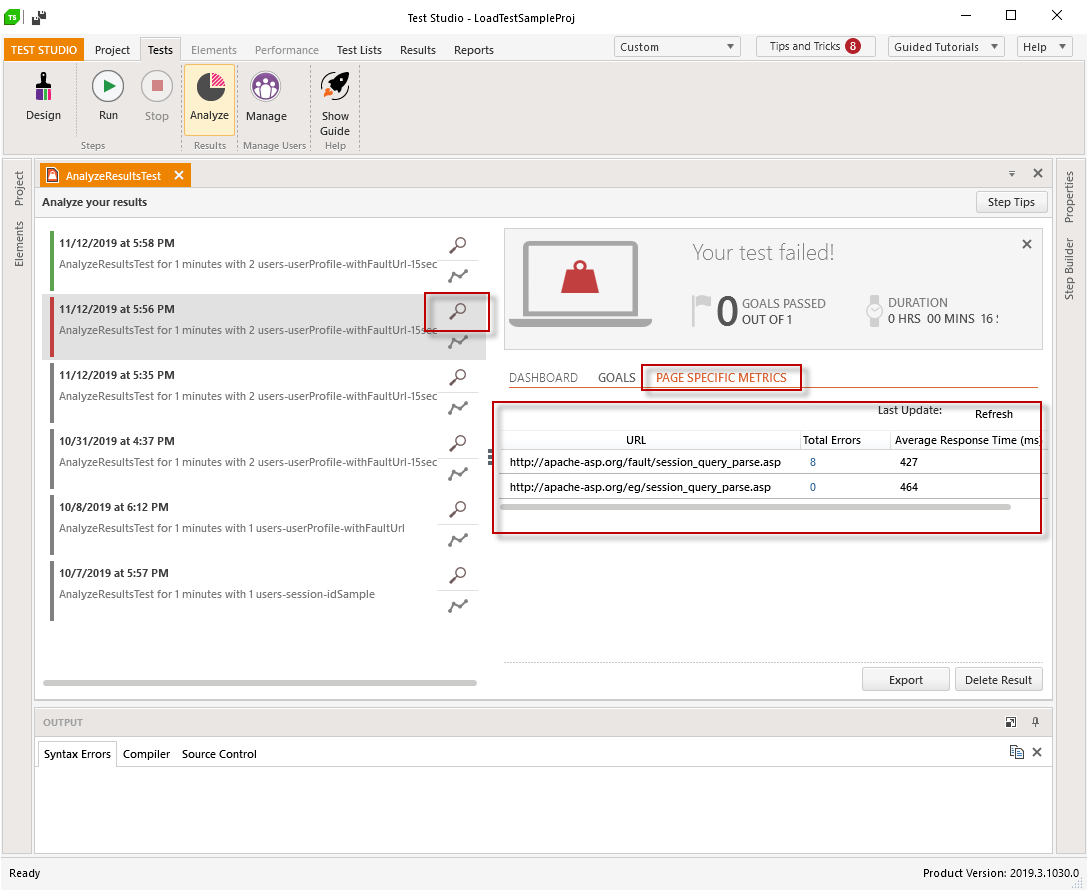 TS
Test Studio - LoadTestSampleProj
TEST STUDIO Project Tests Elements Performance Test Lists Results Reports
Custom Tips and Tricks 8 Guided Tutorials Help
Design
Run
Stop
Analyze
Manage
Show
Guide
Steps
Results
Manage Users
Help
Project
Elements
AnalyzeResultsTest
Analyze your results
Step Tips
11/12/2019 at 5:58 PM
AnalyzeResultsTest for 1 minutes with 2 users-userProfile-withFaultUrl-15sec
11/12/2019 at 5:56 PM
AnalyzeResultsTest for 1 minutes with 2 users-userProfile-withFaultUrl-15sec
11/12/2019 at 5:35 PM
AnalyzeResultsTest for 1 minutes with 2 users-userProfile-withFaultUrl-15sec
10/31/2019 at 4:37 PM
AnalyzeResultsTest for 1 minutes with 2 users-userProfile-withFaultUrl-15sec
10/8/2019 at 6:12 PM
AnalyzeResultsTest for 1 minutes with 1 users-userProfile-withFaultUrl
10/7/2019 at 5:57 PM
AnalyzeResultsTest for 1 minutes with 1 users-session-idSample
Your test failed!
0
GOALS PASSED
OUT OF 1
DURATION
0 HRS 00 MINS 16
DASHBOARD GOALS PAGE SPECIFIC METRICS
Last Update: Refresh
URL Total Errors Average Response Time (ms)
http://apache-asp.org/fault/session_query_parse.asp 8 427
http://apache-asp.org/eg/session_query_parse.asp 0 464
Export
Delete Result
Properties
Step Builder
OUTPUT
Syntax Errors Compiler Source Control
Ready
Product Version: 2019.3.1030.0